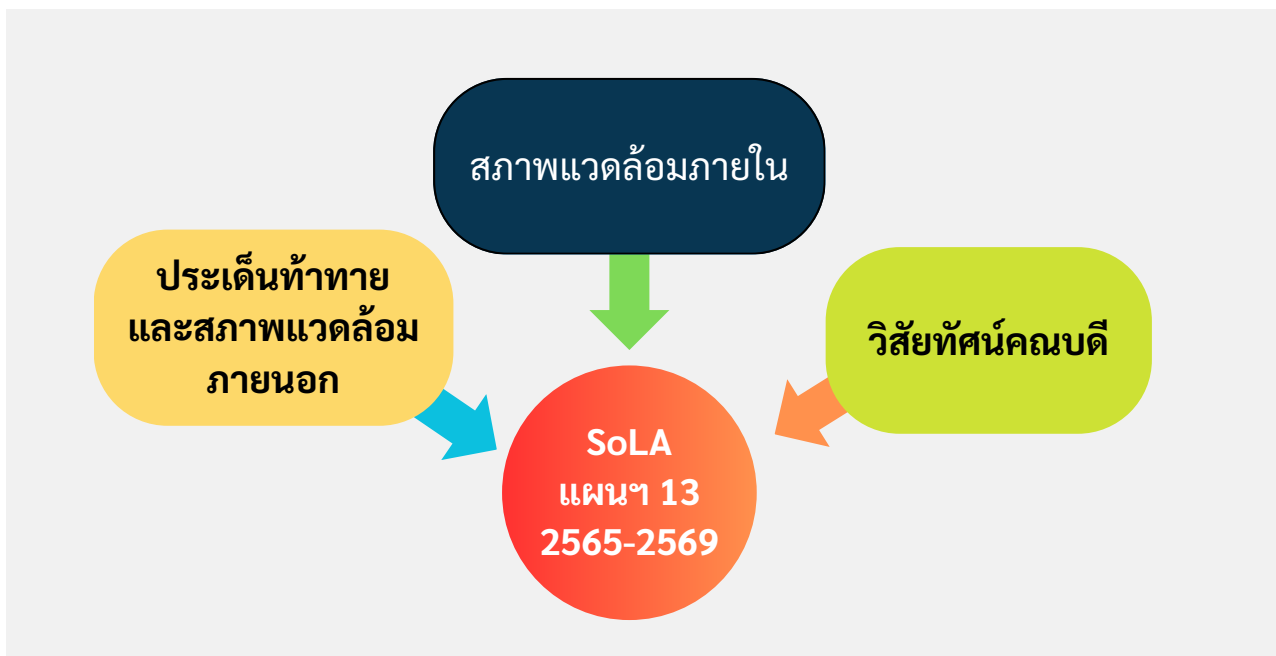 สภาพแวดล้อมภายใน
ประเด็นท้าทาย
และสภาพแวดล้อม
ภายนอก
วิสัยทัศน์คณบดี
SoLA
แผนฯ 13
2565-2569